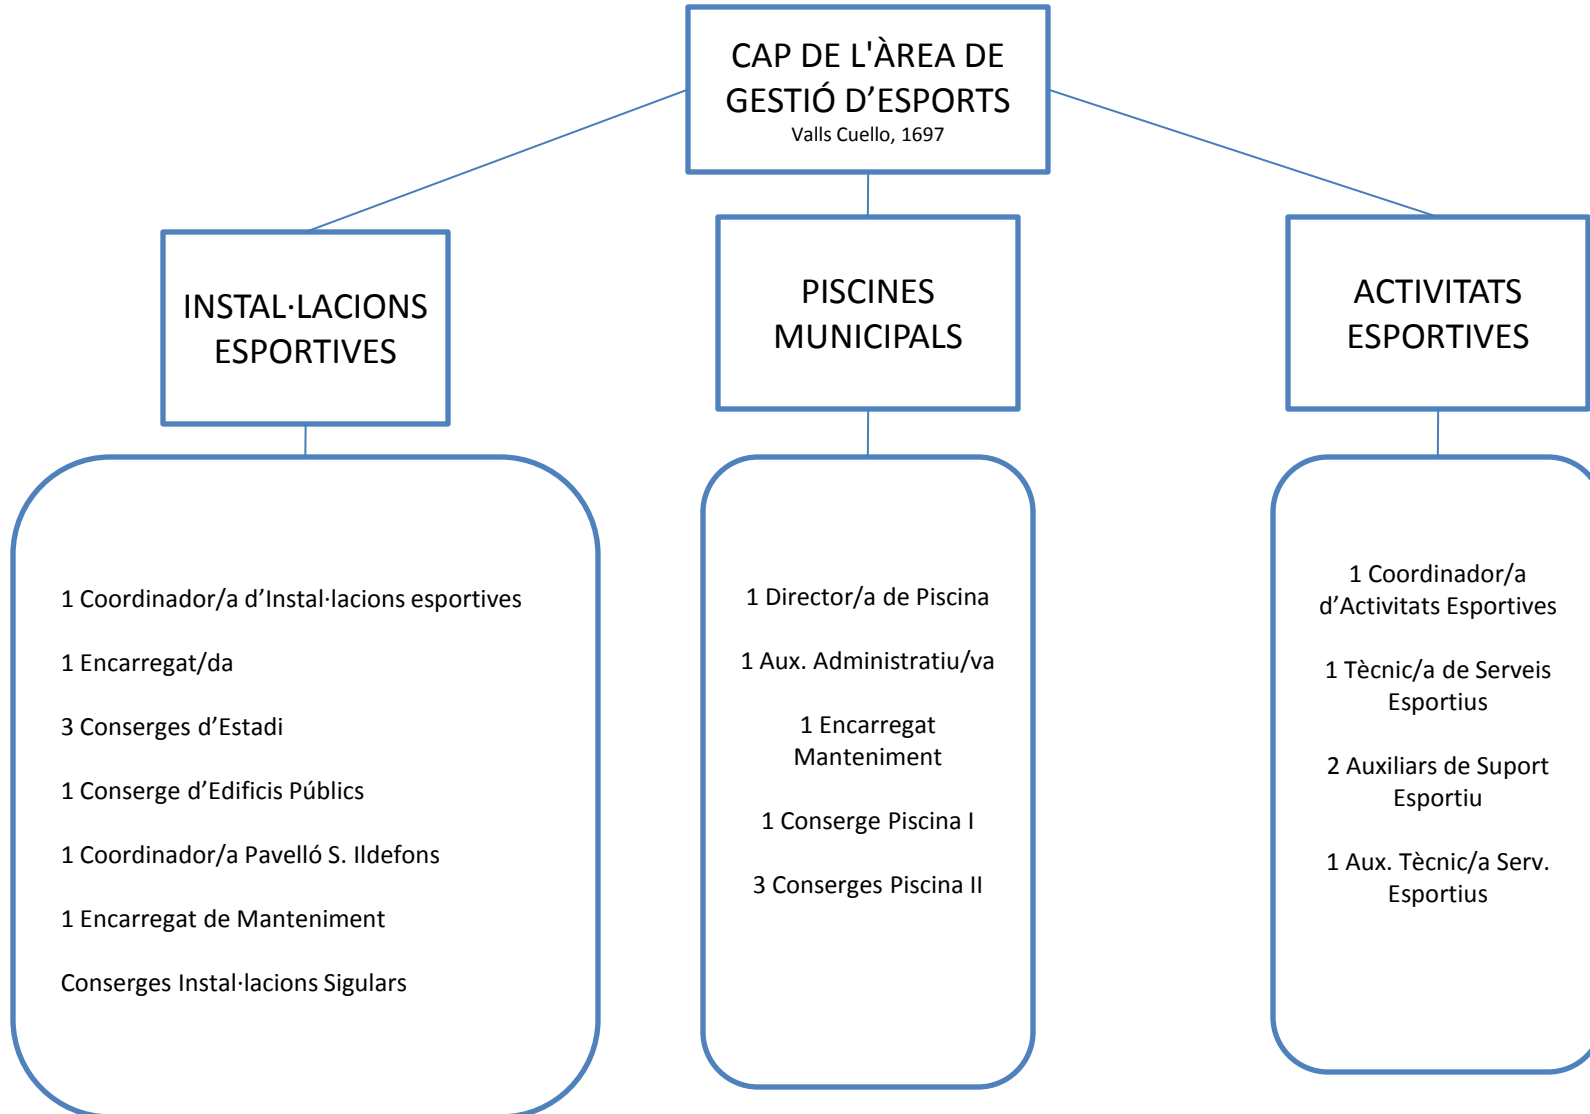 CAP DE L'ÀREA DE
GESTIÓ D’ESPORTS
Valls Cuello, 1697
INSTAL·LACIONS
ESPORTIVES
PISCINES
MUNICIPALS
ACTIVITATS
ESPORTIVES
1 Coordinador/a d’Instal·lacions esportives
1 Encarregat/da
3 Conserges d’Estadi
1 Conserge d’Edificis Públics
1 Coordinador/a Pavelló S. Ildefons
1 Encarregat de Manteniment
Conserges Instal·lacions Sigulars
1 Director/a de Piscina
1 Aux. Administratiu/va
1 Encarregat
Manteniment
1 Conserge Piscina I
3 Conserges Piscina II
1 Coordinador/a
d’Activitats Esportives
1 Tècnic/a de Serveis
Esportius
2 Auxiliars de Suport
Esportiu
1 Aux. Tècnic/a Serv.
Esportius